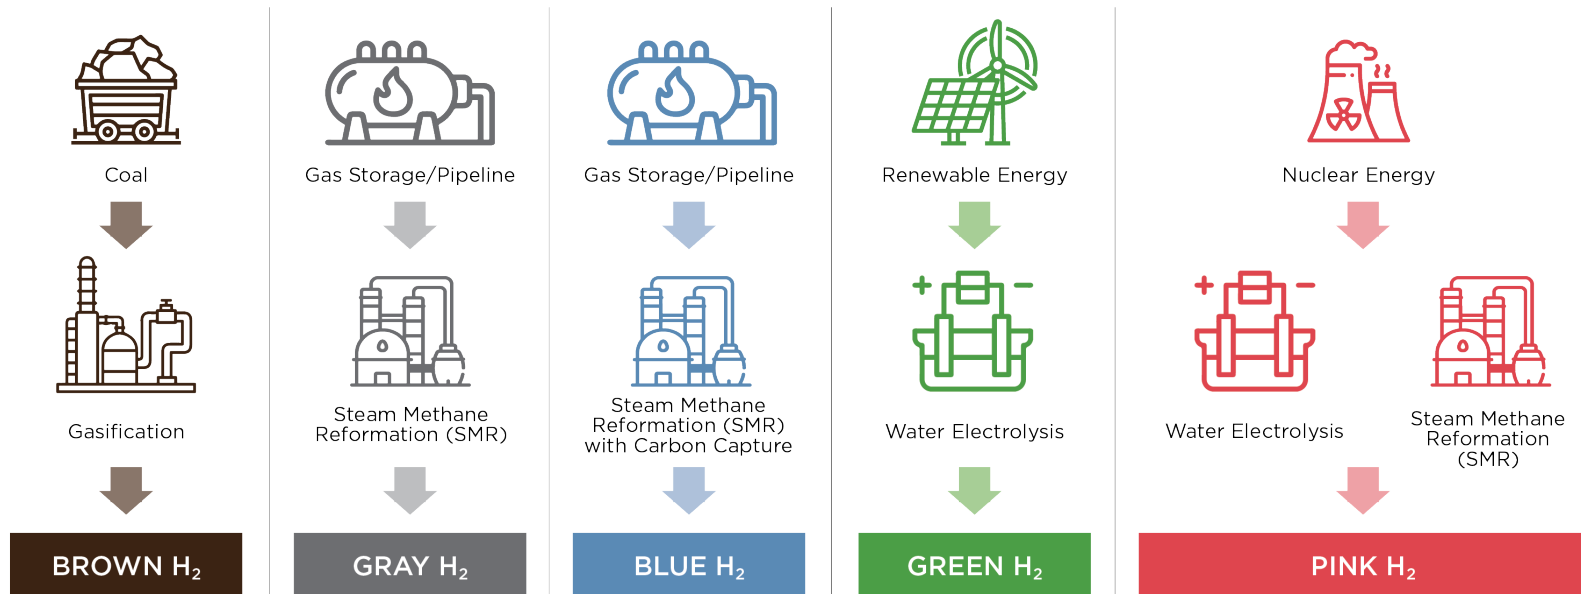 Coal
Gasification
BROWN H₂
Gas Storage/Pipeline
Steam Methane
Reformation (SMR)
GRAY H₂
Gas Storage/Pipeline
Steam Methane
Reformation (SMR)
with Carbon Capture
BLUE H₂
Renewable Energy
+ −
Water Electrolysis
GREEN H₂
Nuclear Energy
+ −
Water Electrolysis
Steam Methane
Reformation
(SMR)
PINK H₂